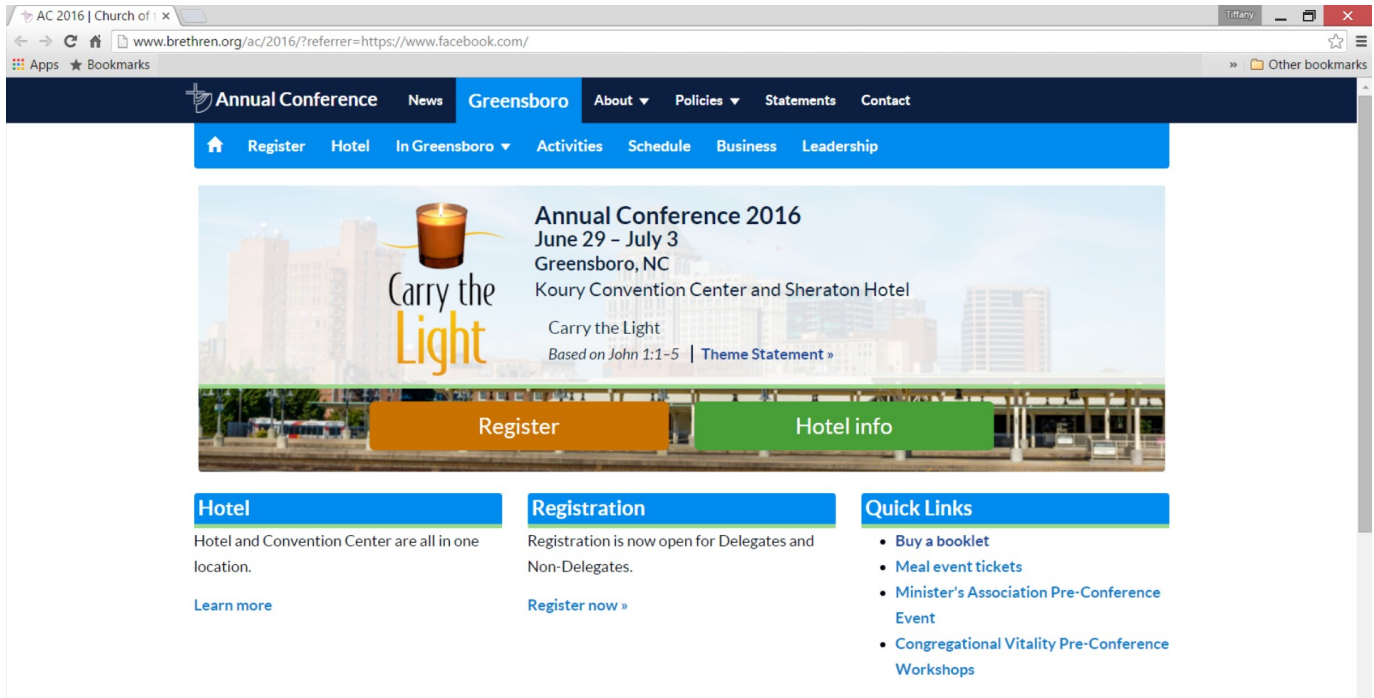 AC 2016 | Church of t
Tiffany
www.brethren.org/ac/2016/?referrer=https://www.facebook.com/
Apps Bookmarks » Other bookmarks
Annual Conference News Greensboro About Policies Statements Contact
Register Hotel In Greensboro Activities Schedule Business Leadership
Carry the
Light
Annual Conference 2016
June 29 – July 3
Greensboro, NC
Koury Convention Center and Sheraton Hotel
Carry the Light
Based on John 1:1–5 | Theme Statement »
Register
Hotel info
Hotel
Hotel and Convention Center are all in one
location.
Learn more
Registration
Registration is now open for Delegates and
Non-Delegates.
Register now »
Quick Links
• Buy a booklet
• Meal event tickets
• Minister's Association Pre-Conference
Event
• Congregational Vitality Pre-Conference
Workshops